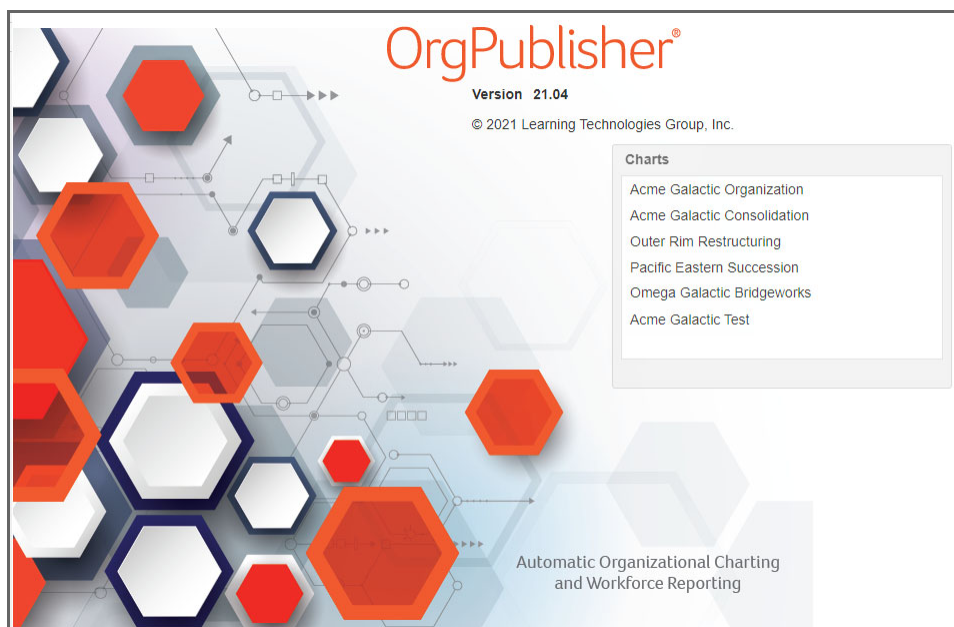 OrgPublisher®
Version 21.04
© 2021 Learning Technologies Group, Inc.
Charts
Acme Galactic Organization
Acme Galactic Consolidation
Outer Rim Restructuring
Pacific Eastern Succession
Omega Galactic Bridgeworks
Acme Galactic Test
Automatic Organizational Charting
and Workforce Reporting